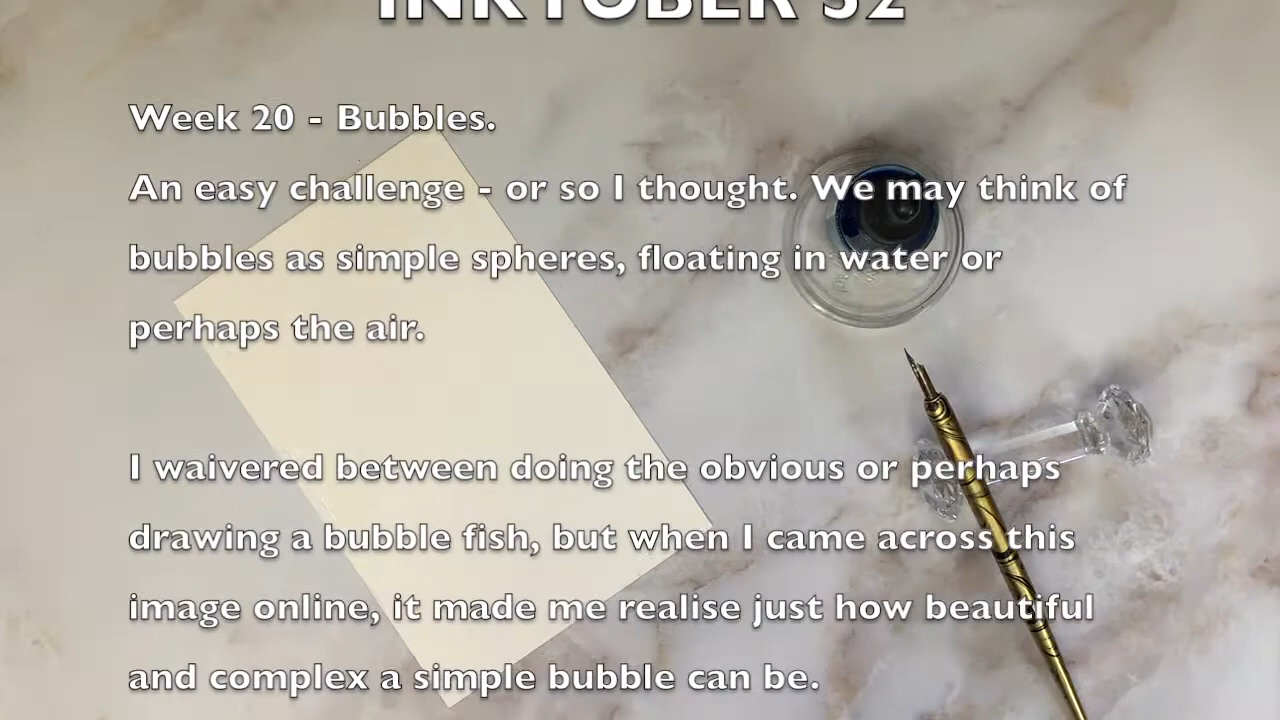 INKTOBER 52
Week 20 - Bubbles.
An easy challenge - or so I thought. We may think of
bubbles as simple spheres, floating in water or
perhaps the air.
I waivered between doing the obvious or perhaps
drawing a bubble fish, but when I came across this
image online, it made me realise just how beautiful
and complex a simple bubble can be.